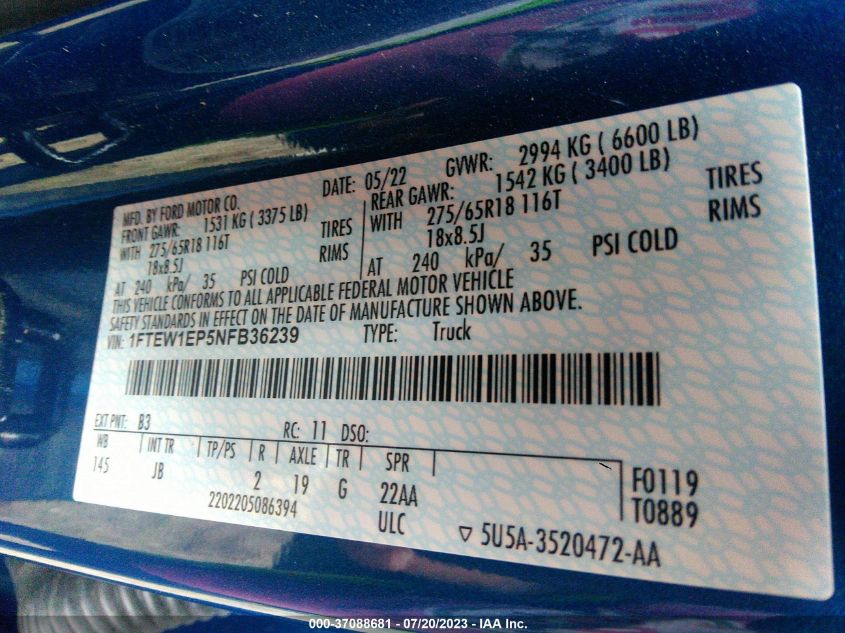 MFD. BY FORD MOTOR CO.
DATE: 05/22 GVWR: 2994 KG ( 6600 LB)
FRONT GAWR: 1531 KG ( 3375 LB)
WITH 275/65R18 116T TIRES
18x8.5J RIMS
AT 240 kPa/ 35 PSI COLD
REAR GAWR: 1542 KG ( 3400 LB)
WITH 275/65R18 116T TIRES
18x8.5J RIMS
AT 240 kPa/ 35 PSI COLD
THIS VEHICLE CONFORMS TO ALL APPLICABLE FEDERAL MOTOR VEHICLE
SAFETY STANDARDS IN EFFECT ON THE DATE OF MANUFACTURE SHOWN ABOVE.
VIN: 1FTEW1EP5NFB36239 TYPE: Truck
EXT PNT: B3 RC: 11 DSO:
WB INT TR TP/PS R AXLE TR SPR
145 JB 2 19 G 22AA
F0119
T0889
2202205086394 ULC
5U5A-3520472-AA
000-37088681 - 07/20/2023 - IAA Inc.